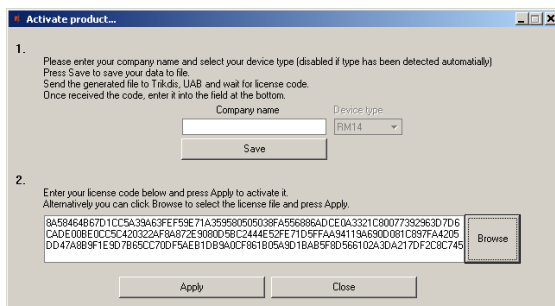 Activate product...
1.
Please enter your company name and select your device type (disabled if type has been detected automatially)
Press Save to save your data to file.
Send the generated file to Trikdis, UAB and wait for license code.
Once received the code, enter it into the field at the bottom.
Company name Device type
RM14
Save
2.
Enter your license code below and press Apply to activate it.
Alternatively you can click Browse to select the license file and press Apply.
8A58464B67D1CC5A39A63FEF59E71A359580505038FA556886ADCE0A3321C80077392963D7D6
CADE00BE0CC5C420322AF8A872E9080D5BC2444E52FE71D5FFAA94119A690D081C897FA4205
DD47A8B9F1E9D7B65CC70DF5AEB1DB9A0CF861B05A9D1BAB5F8D566102A3DA217DF2C8C745
Browse
Apply Close